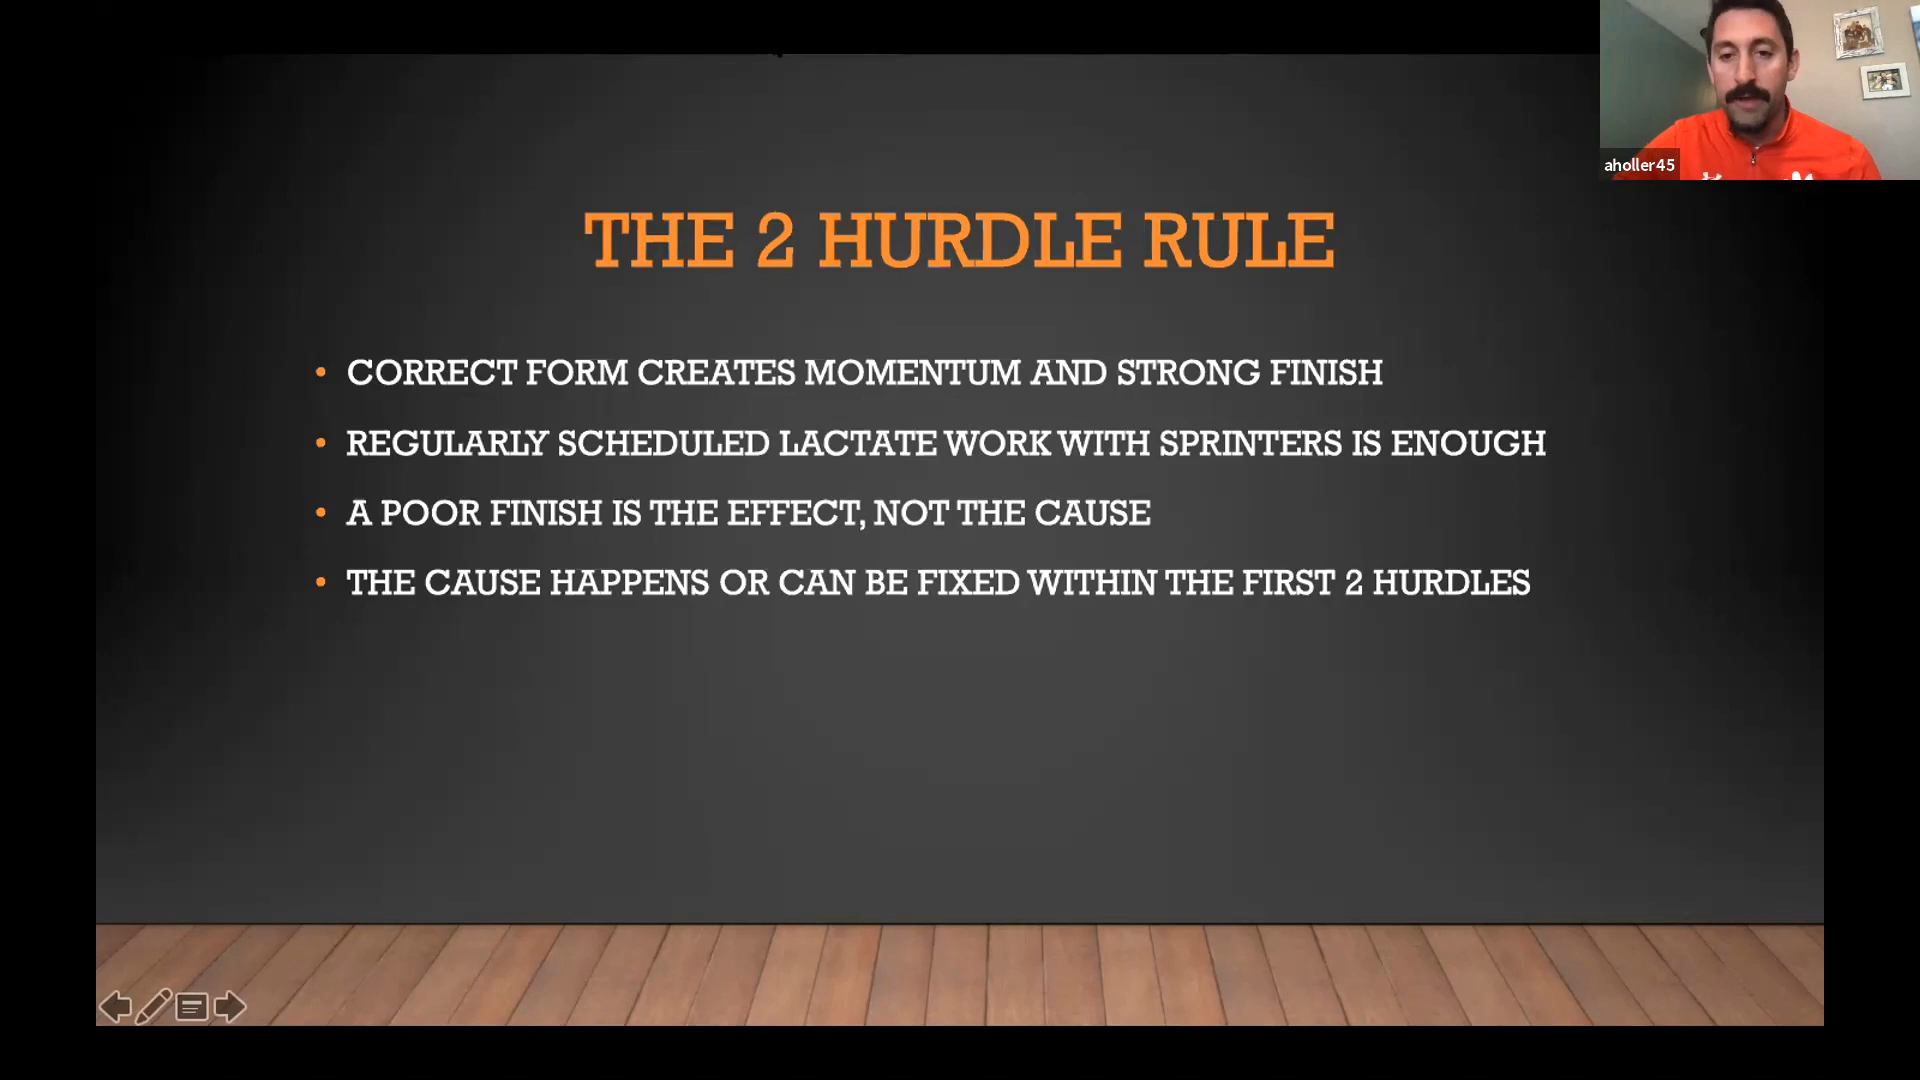 aholler45
THE 2 HURDLE RULE
• CORRECT FORM CREATES MOMENTUM AND STRONG FINISH
• REGULARLY SCHEDULED LACTATE WORK WITH SPRINTERS IS ENOUGH
• A POOR FINISH IS THE EFFECT, NOT THE CAUSE
• THE CAUSE HAPPENS OR CAN BE FIXED WITHIN THE FIRST 2 HURDLES